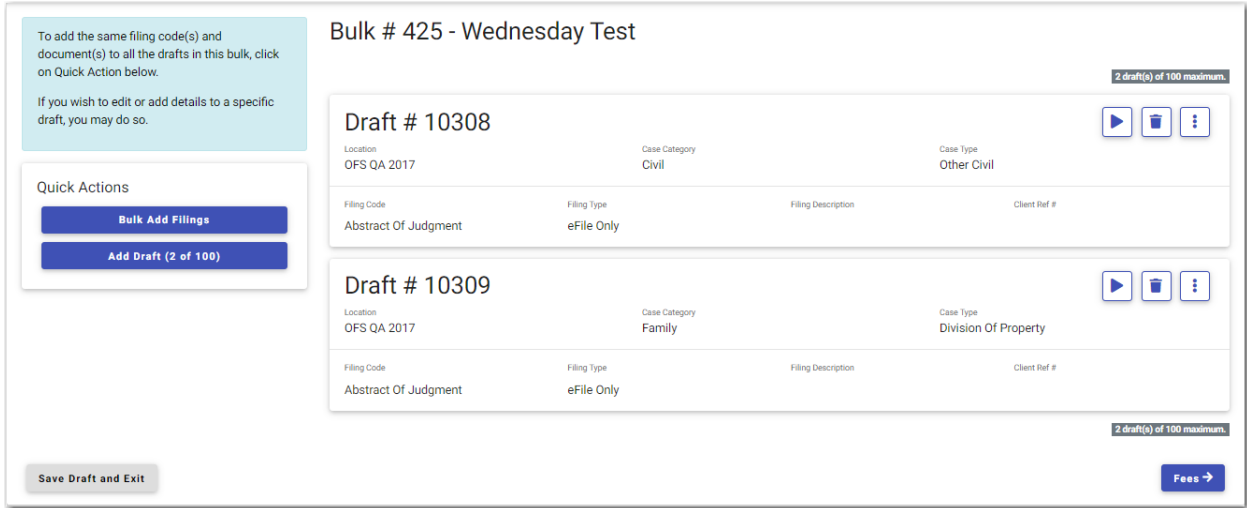 To add the same filing code(s) and
document(s) to all the drafts in this bulk, click
on Quick Action below.
If you wish to edit or add details to a specific
draft, you may do so.
Quick Actions
Bulk Add Filings
Add Draft (2 of 100)
Bulk # 425 - Wednesday Test
2 draft(s) of 100 maximum.
Draft # 10308
Location Case Category Case Type
OFS QA 2017 Civil Other Civil
Filing Code Filing Type Filing Description Client Ref #
Abstract Of Judgment eFile Only
Draft # 10309
Location Case Category Case Type
OFS QA 2017 Family Division Of Property
Filing Code Filing Type Filing Description Client Ref #
Abstract Of Judgment eFile Only
2 draft(s) of 100 maximum.
Save Draft and Exit
Fees →